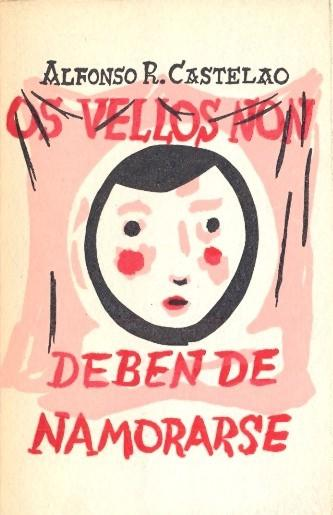 ALFONSO R. CASTELAO
OS VELLOS NON
DEBEN DE
NAMORARSE